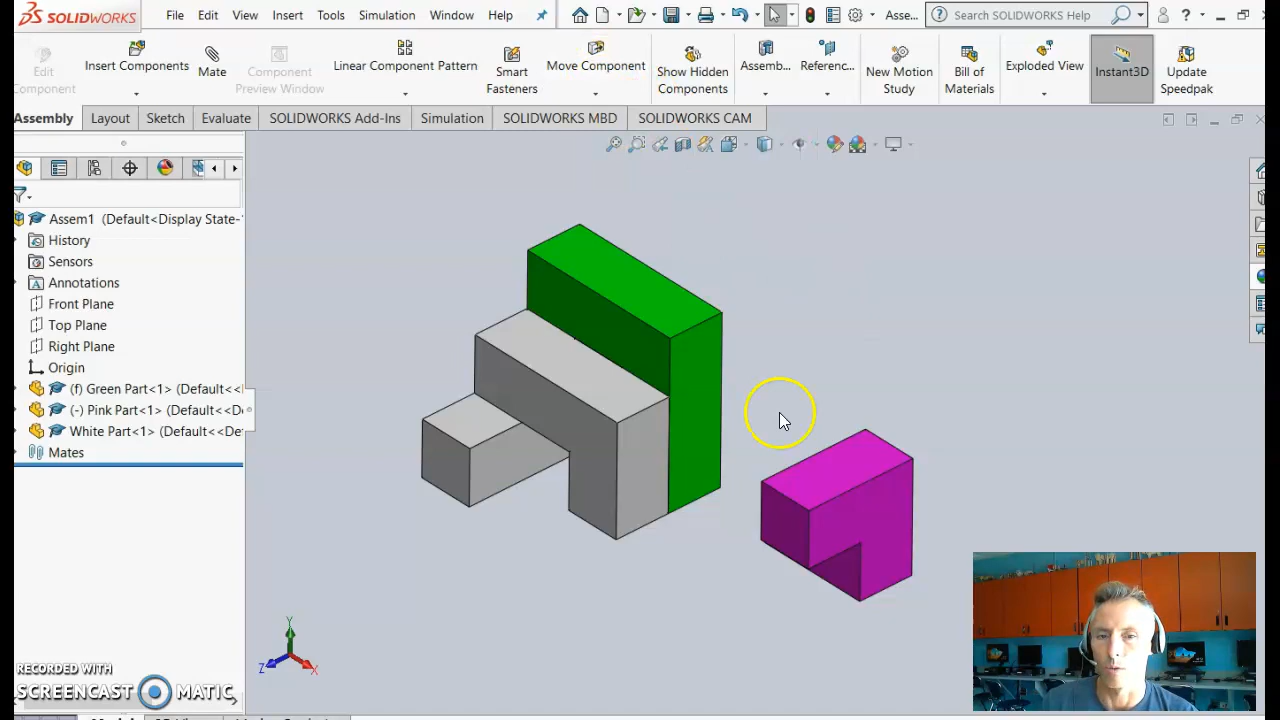 SOLIDWORKS File Edit View Insert Tools Simulation Window Help Asse... Search SOLIDWORKS Help ?
Edit Component
Insert Components
Mate
Component Preview Window
Linear Component Pattern
Smart Fasteners
Move Component
Show Hidden Components
Assemb...
Referenc...
New Motion Study
Bill of Materials
Exploded View
Instant3D
Update Speedpak
Assembly Layout Sketch Evaluate SOLIDWORKS Add-Ins Simulation SOLIDWORKS MBD SOLIDWORKS CAM
Assem1 (Default<Display State-
History
Sensors
Annotations
Front Plane
Top Plane
Right Plane
Origin
(f) Green Part<1> (Default<<
(-) Pink Part<1> (Default<<D
White Part<1> (Default<<De
Mates
Y
Z X
RECORDED WITH
SCREENCAST MATIC